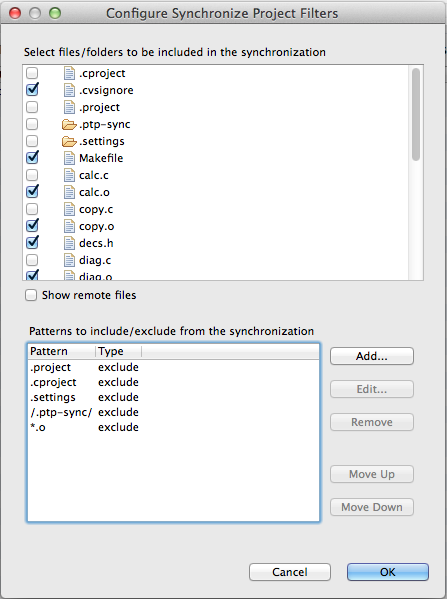 Configure Synchronize Project Filters
Select files/folders to be included in the synchronization
.cproject
.cvsignore
.project
.ptp-sync
.settings
Makefile
calc.c
calc.o
copy.c
copy.o
decs.h
diag.c
diag.o
Show remote files
Patterns to include/exclude from the synchronization
Pattern Type
.project exclude
.cproject exclude
.settings exclude
/.ptp-sync/ exclude
*.o exclude
Add...
Edit...
Remove
Move Up
Move Down
Cancel OK